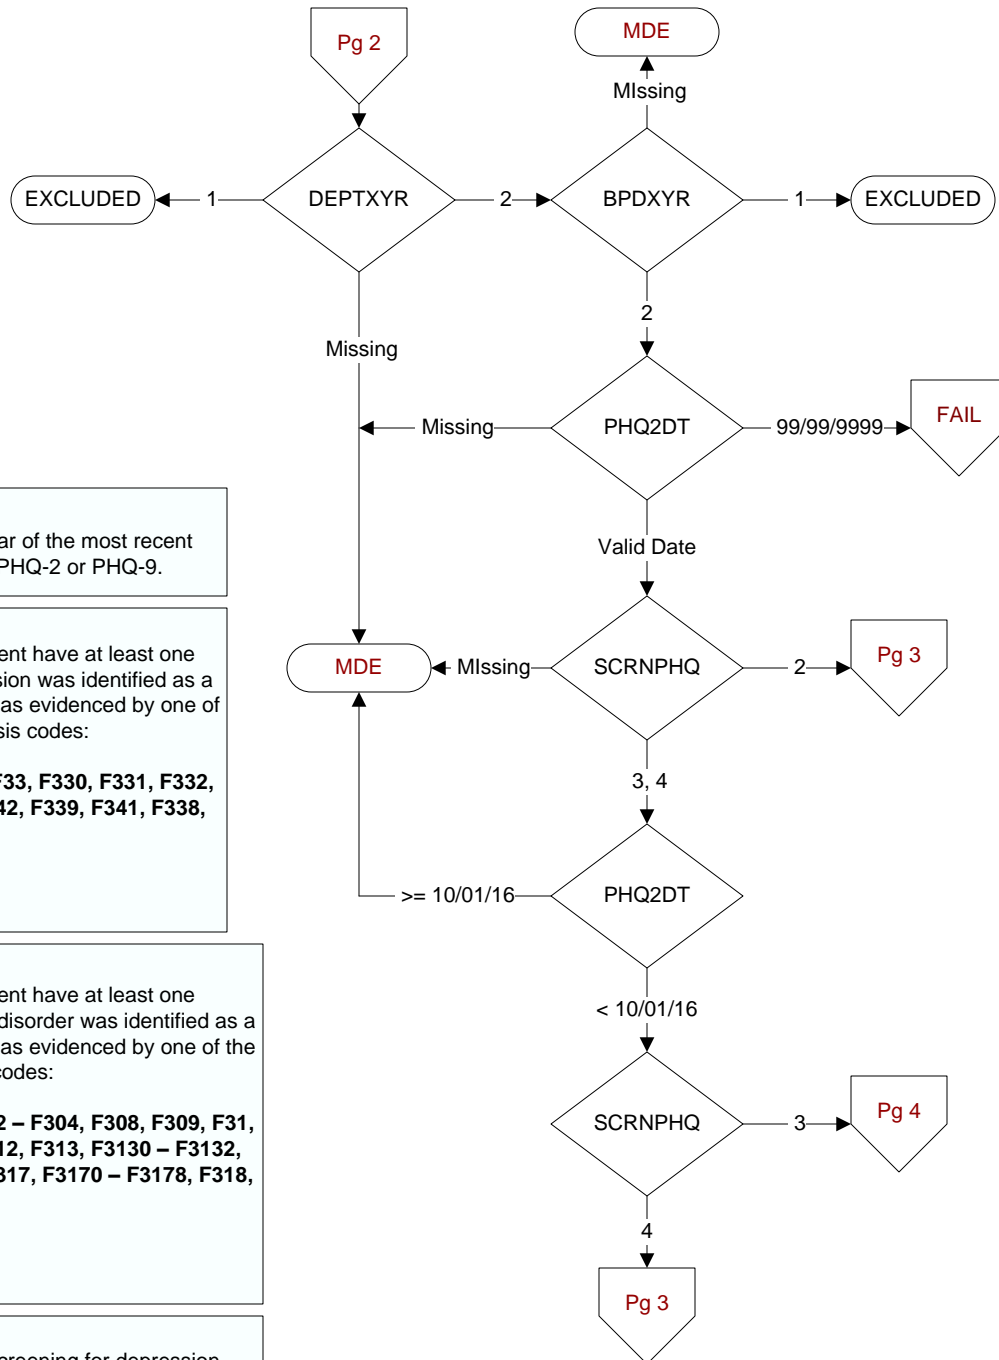 Pg 2
MDE
MIssing
EXCLUDED
1
DEPTXYR
2
BPDXYR
1
EXCLUDED
2
Missing
Missing
PHQ2DT
99/99/9999
FAIL
Valid Date
MDE
MIssing
SCRNPHQ
2
Pg 3
3, 4
>= 10/01/16
PHQ2DT
< 10/01/16
SCRNPHQ
3
Pg 4
4
Pg 3
ar of the most recent
PHQ-2 or PHQ-9.
ent have at least one
sion was identified as a
as evidenced by one of
sis codes:
F33, F330, F331, F332,
42, F339, F341, F338,
ent have at least one
disorder was identified as a
as evidenced by one of the
codes:
2 – F304, F308, F309, F31,
12, F313, F3130 – F3132,
317, F3170 – F3178, F318,
creening for depression